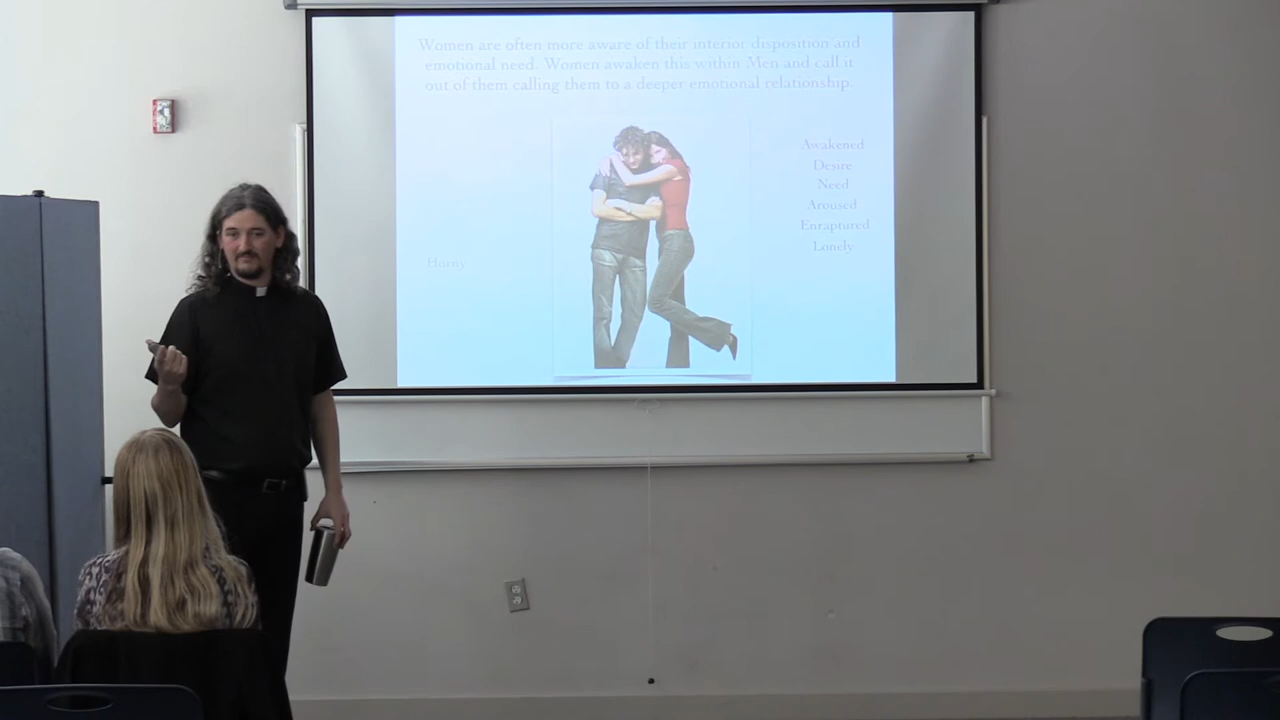 Women are often more aware of their interior disposition and
emotional need. Women awaken this within Men and call it
out of them calling them to a deeper emotional relationship.
Awakened
Desire
Need
Aroused
Enraptured
Lonely
Horny